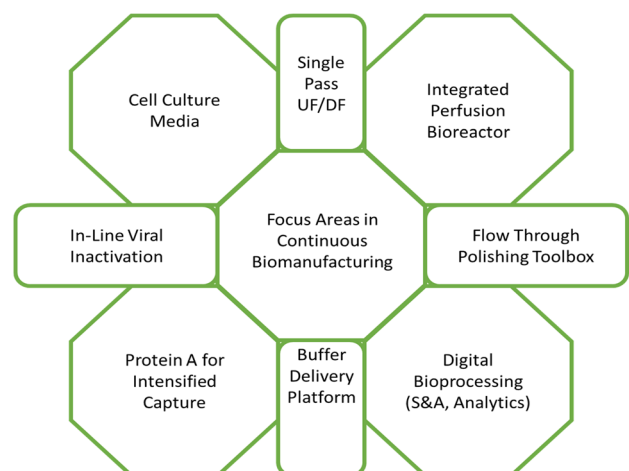 Cell Culture
Media
Single
Pass
UF/DF
Integrated
Perfusion
Bioreactor
In-Line Viral
Inactivation
Focus Areas in
Continuous
Biomanufacturing
Flow Through
Polishing Toolbox
Protein A for
Intensified
Capture
Buffer
Delivery
Platform
Digital
Bioprocessing
(S&A, Analytics)